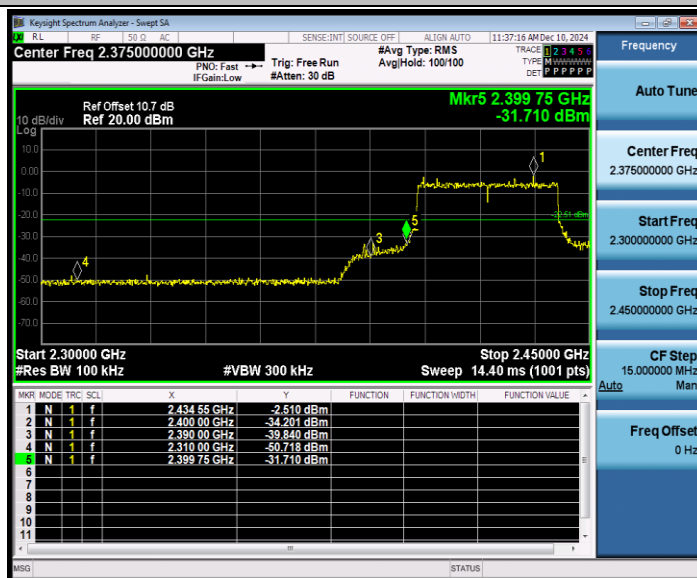 Keysight Spectrum Analyzer - Swept SA
RL RF 50 Ω AC SENSE:INT SOURCE OFF ALIGN AUTO 11:37:16 AM Dec 10, 2024
Center Freq 2.375000000 GHz
PNO: Fast
IFGain:Low
Trig: Free Run
#Atten: 30 dB
#Avg Type: RMS
Avg|Hold: 100/100
TRACE 1 2 3 4 5 6
TYPE M W W W W W
DET P P P P P P
Mkr5 2.399 75 GHz
-31.710 dBm
Ref Offset 10.7 dB
10 dB/div Ref 20.00 dBm
Log
10.0
0.00
-10.0
-20.0
-30.0
-40.0
-50.0
-60.0
-70.0
1
3
4
5
-22.51 dBm
Start 2.30000 GHz Stop 2.45000 GHz
#Res BW 100 kHz #VBW 300 kHz Sweep 14.40 ms (1001 pts)
MKR MODE TRC SCL X Y FUNCTION FUNCTION WIDTH FUNCTION VALUE
1 N 1 f 2.434 55 GHz -2.510 dBm
2 N 1 f 2.400 00 GHz -34.201 dBm
3 N 1 f 2.390 00 GHz -39.840 dBm
4 N 1 f 2.310 00 GHz -50.718 dBm
5 N 1 f 2.399 75 GHz -31.710 dBm
6
7
8
9
10
11
MSG STATUS
Frequency
Auto Tune
Center Freq
2.375000000 GHz
Start Freq
2.300000000 GHz
Stop Freq
2.450000000 GHz
CF Step
15.000000 MHz
Auto Man
Freq Offset
0 Hz